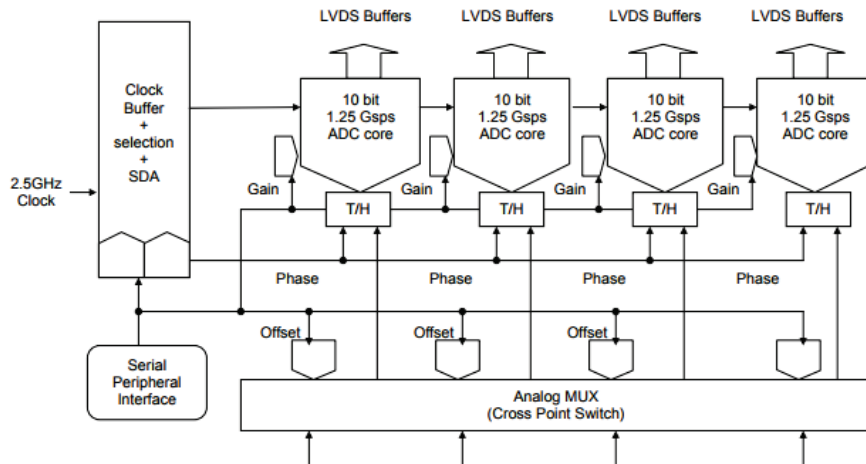 LVDS Buffers
LVDS Buffers
LVDS Buffers
LVDS Buffers
Clock
Buffer
+
selection
+
SDA
10 bit
1.25 Gsps
ADC core
10 bit
1.25 Gsps
ADC core
10 bit
1.25 Gsps
ADC core
10 bit
1.25 Gsps
ADC core
2.5GHz
Clock
Gain
Gain
Gain
Gain
T/H
T/H
T/H
T/H
Phase
Phase
Phase
Phase
Offset
Offset
Offset
Serial
Peripheral
Interface
Analog MUX
(Cross Point Switch)